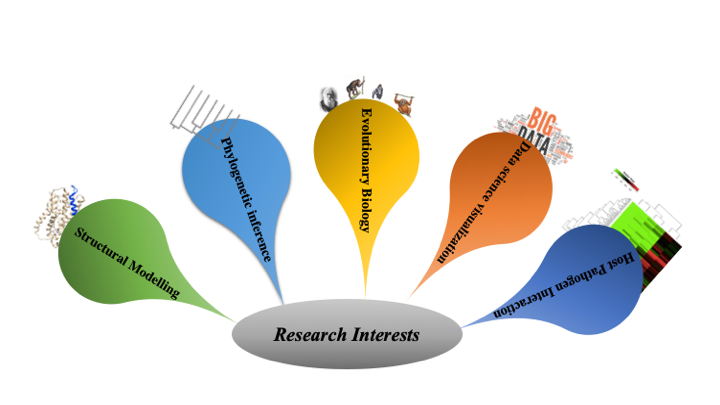 Structural Modelling
Phylogenetic inference
Evolutionary Biology
BIG
DATA
Data science visualization
Host Pathogen Interaction
Research Interests